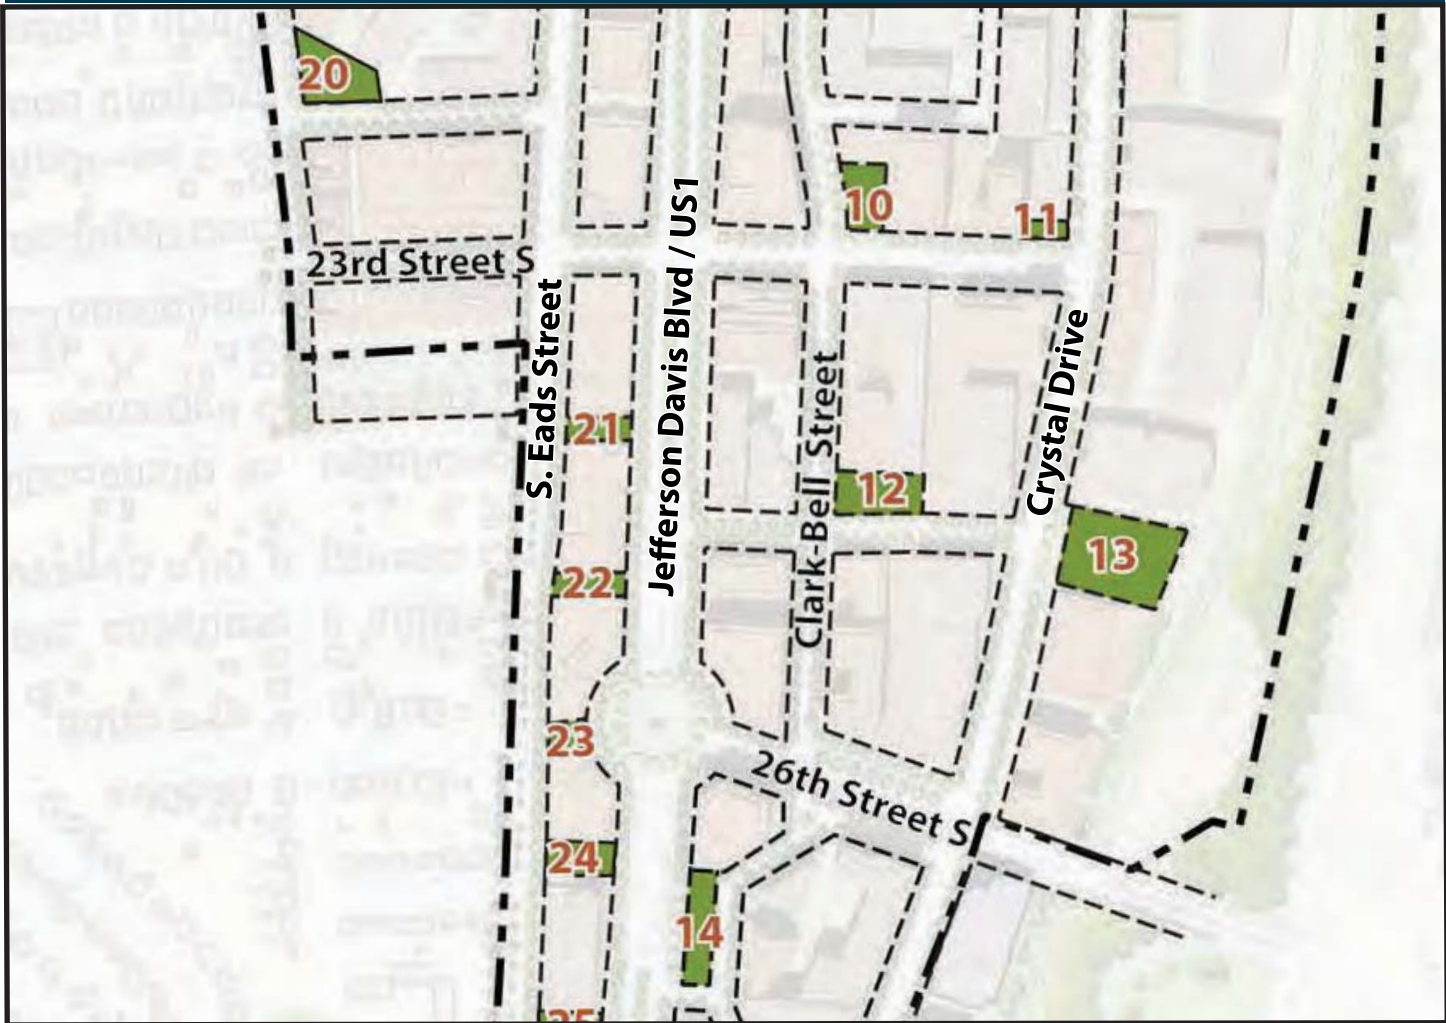 20
10
11
23rd Street S
S. Eads Street
Jefferson Davis Blvd / US1
Clark-Bell Street
Crystal Drive
21
12
13
22
23
26th Street S
24
14
25